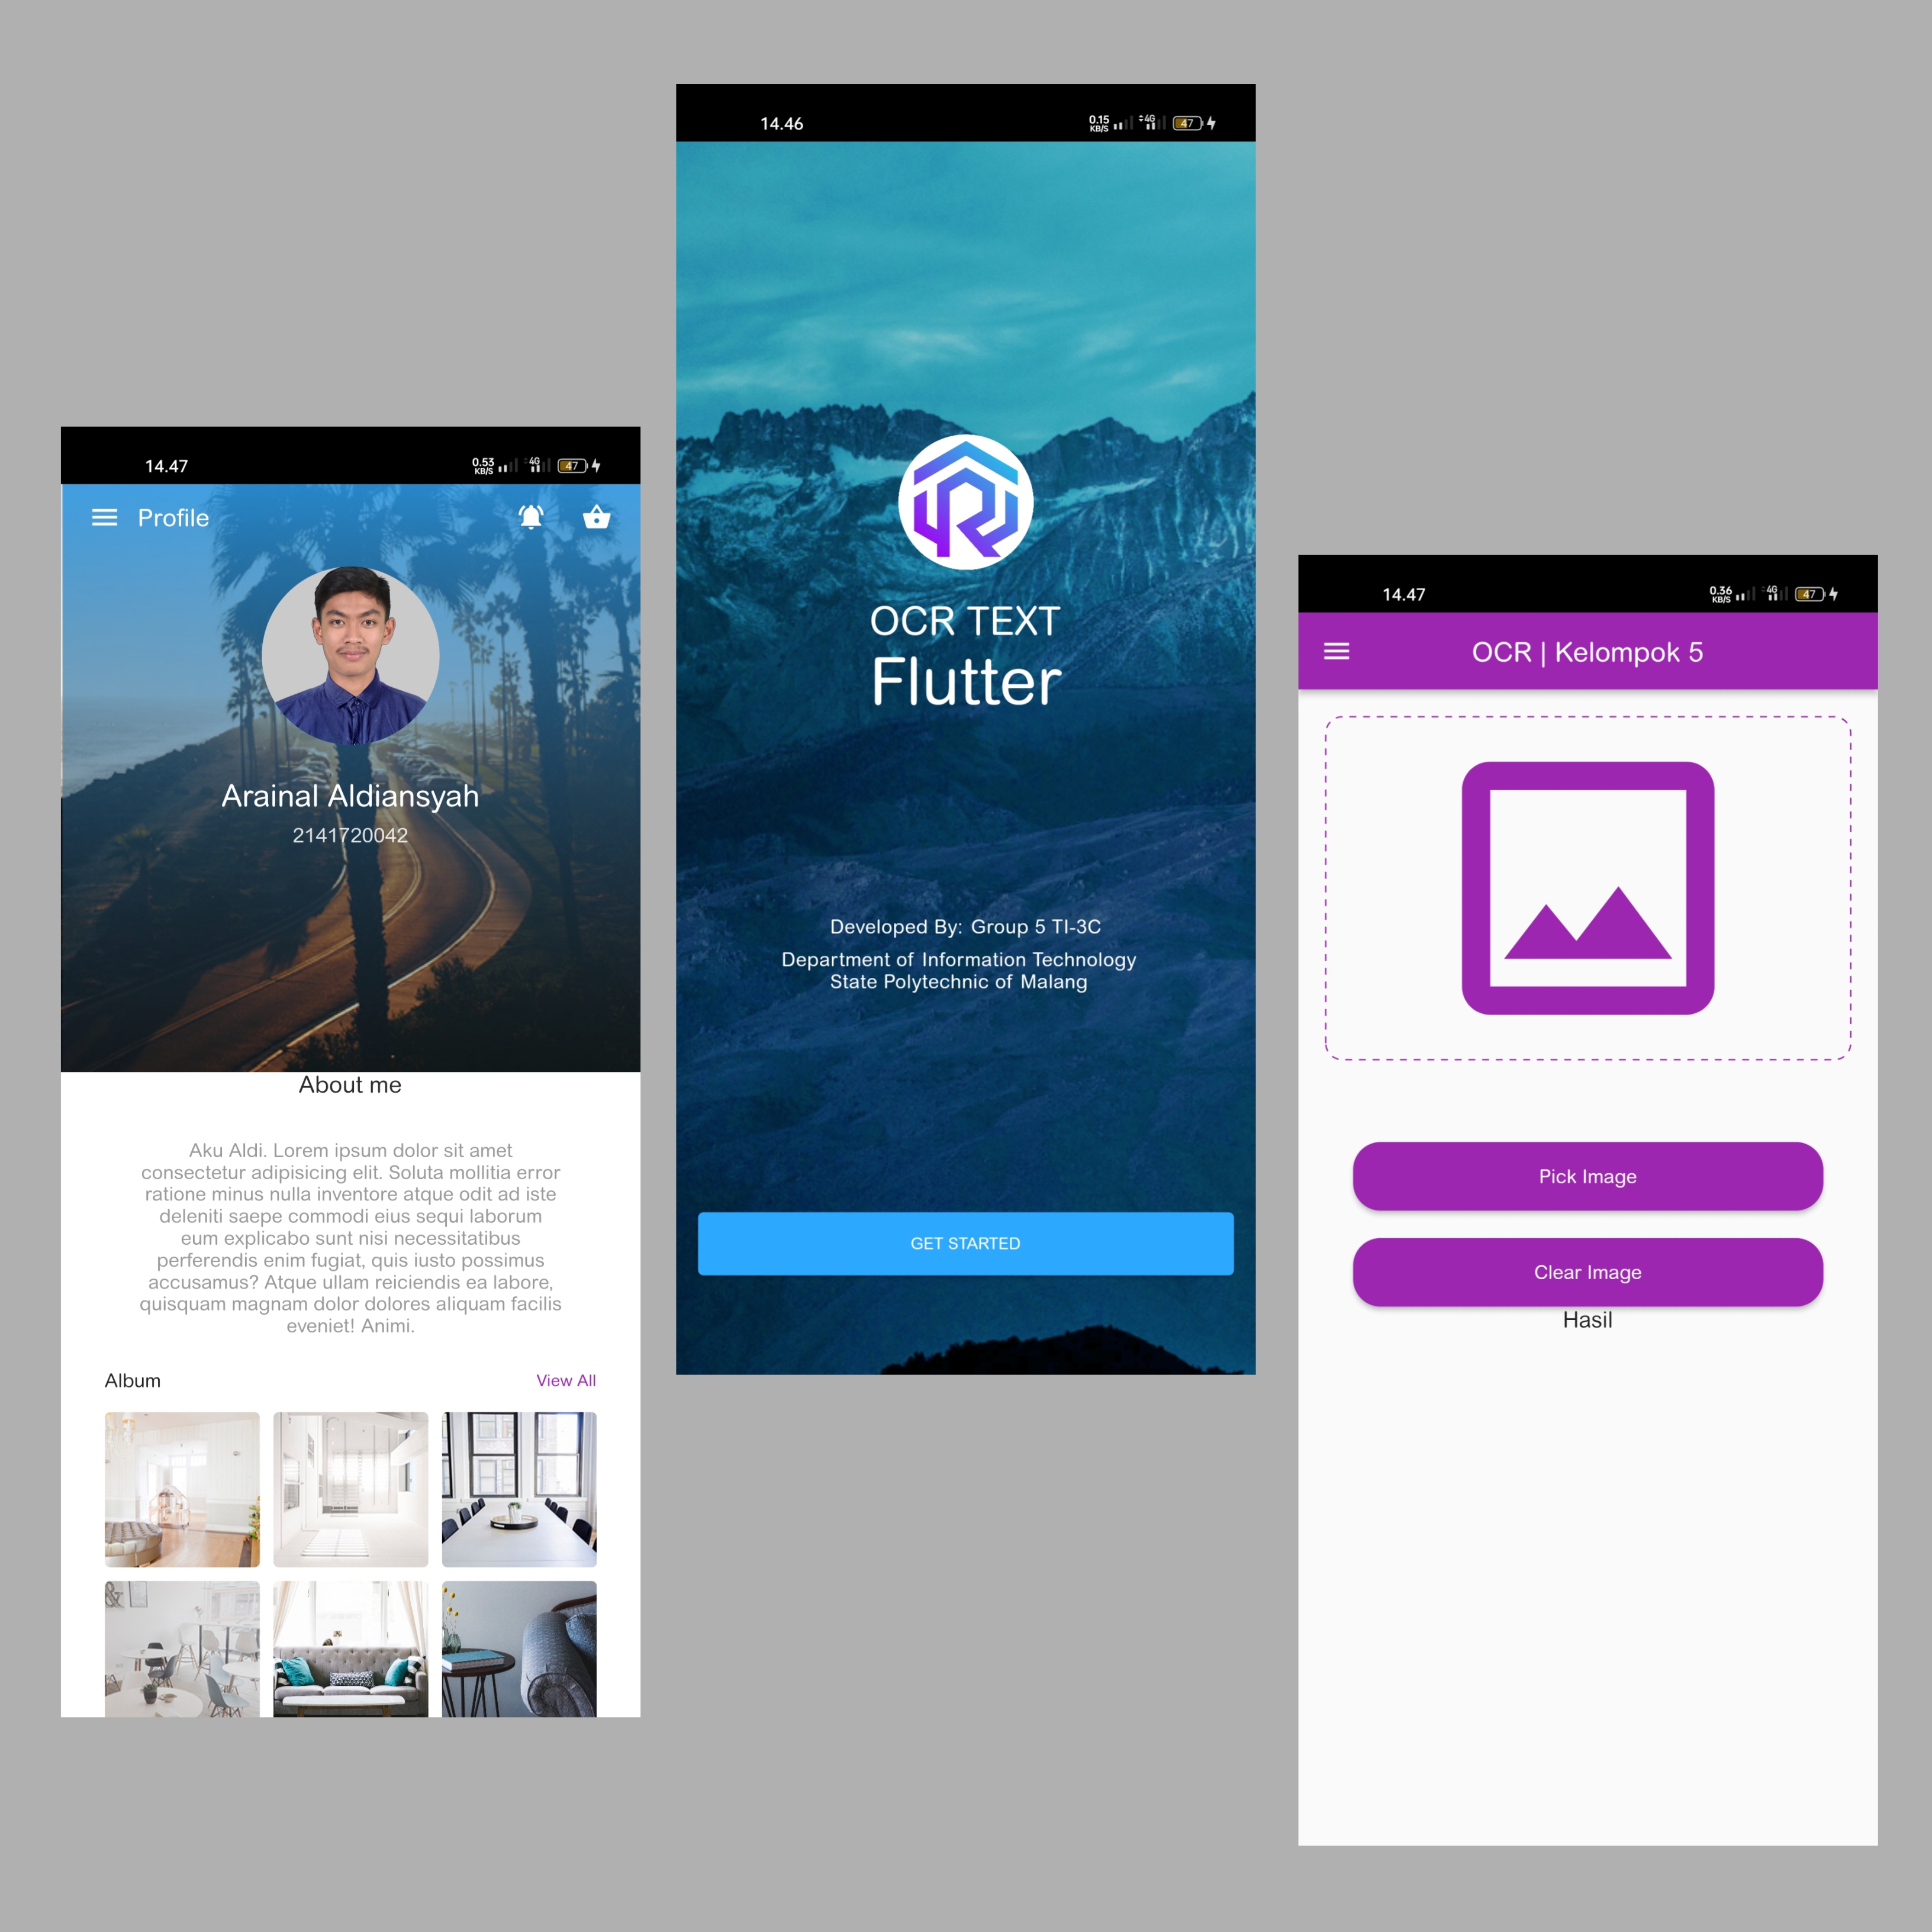 14.47
0.53
KB/S
4G
47
Profile
Arainal Aldiansyah
2141720042
About me
Aku Aldi. Lorem ipsum dolor sit amet
consectetur adipisicing elit. Soluta mollitia error
ratione minus nulla inventore atque odit ad iste
deleniti saepe commodi eius sequi laborum
eum explicabo sunt nisi necessitatibus
perferendis enim fugiat, quis iusto possimus
accusamus? Atque ullam reiciendis ea labore,
quisquam magnam dolor dolores aliquam facilis
eveniet! Animi.
Album
View All
&
14.46
0.15
KB/S
4G
47
OCR TEXT
Flutter
Developed By: Group 5 TI-3C
Department of Information Technology
State Polytechnic of Malang
GET STARTED
14.47
0.36
KB/S
4G
47
OCR | Kelompok 5
Pick Image
Clear Image
Hasil